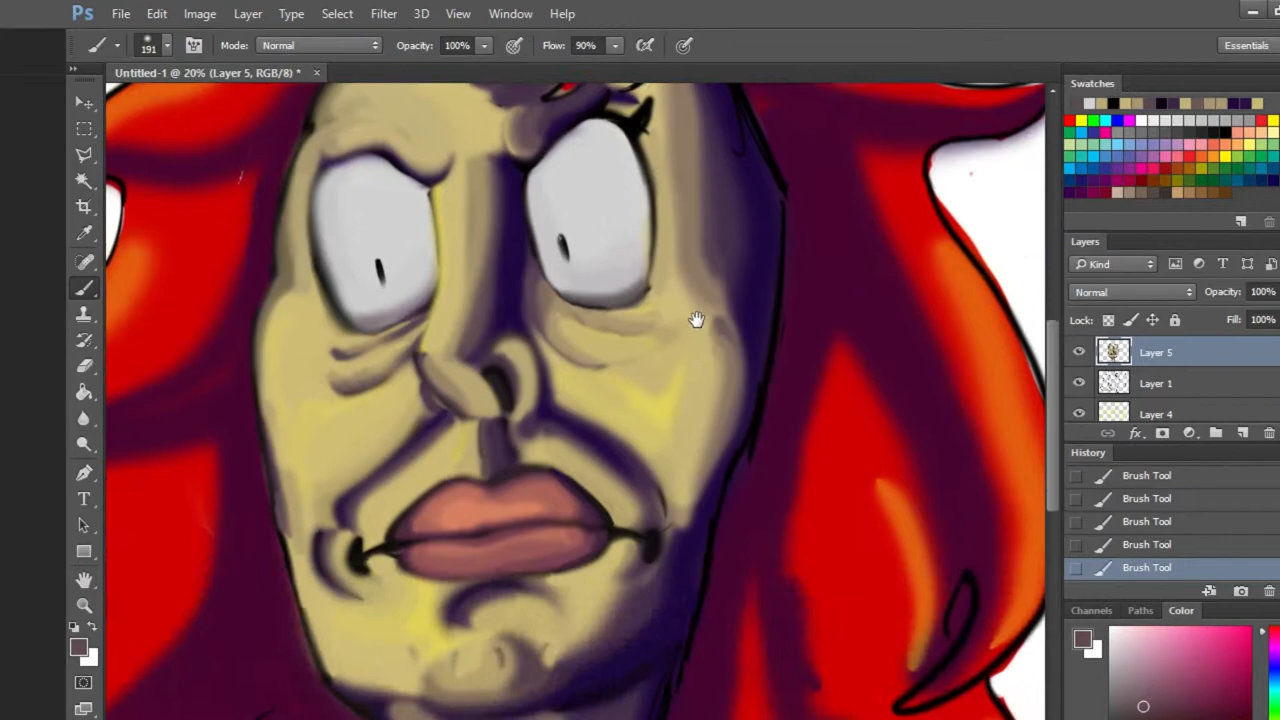 Ps File Edit Image Layer Type Select Filter 3D View Window Help
191 Mode: Normal Opacity: 100% Flow: 90% Essentials
Untitled-1 @ 20% (Layer 5, RGB/8) * ×
Swatches
Layers
Kind
Normal Opacity: 100%
Lock: Fill: 100%
Layer 5
Layer 1
Layer 4
fx
History
Brush Tool
Brush Tool
Brush Tool
Brush Tool
Brush Tool
Channels Paths Color